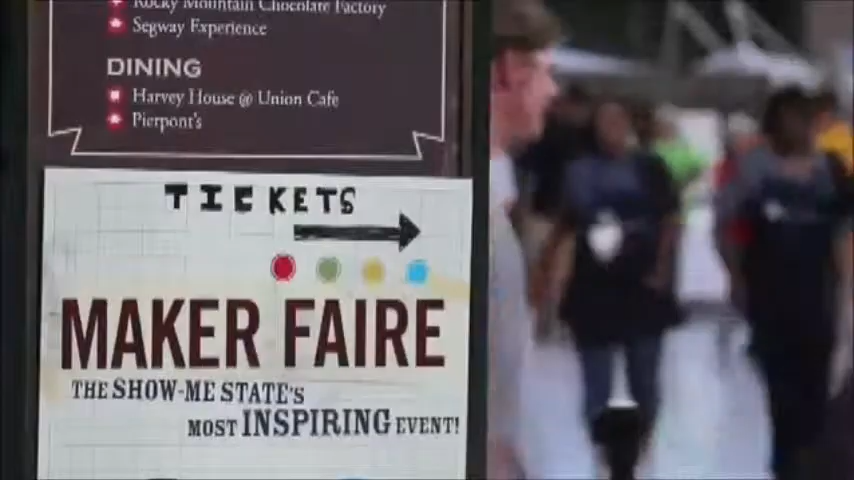 Rocky Mountain Chocolate Factory
Segway Experience
DINING
Harvey House @ Union Cafe
Pierpont's
TICKETS
MAKER FAIRE
THE SHOW-ME STATE'S
MOST INSPIRING EVENT!